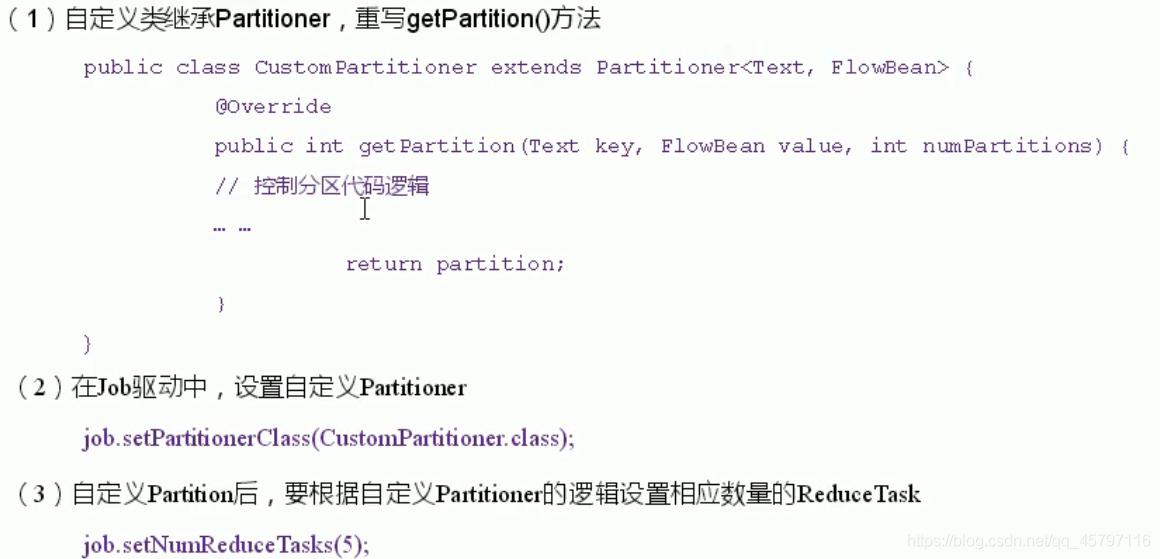 （1）自定义类继承Partitioner，重写getPartition()方法
public class CustomPartitioner extends Partitioner<Text, FlowBean> {
@Override
public int getPartition(Text key, FlowBean value, int numPartitions) {
// 控制分区代码逻辑
… …
return partition;
}
}
（2）在Job驱动中，设置自定义Partitioner
job.setPartitionerClass(CustomPartitioner.class);
（3）自定义Partition后，要根据自定义Partitioner的逻辑设置相应数量的ReduceTask
job.setNumReduceTasks(5);
https://blog.csdn.net/qq_45797116